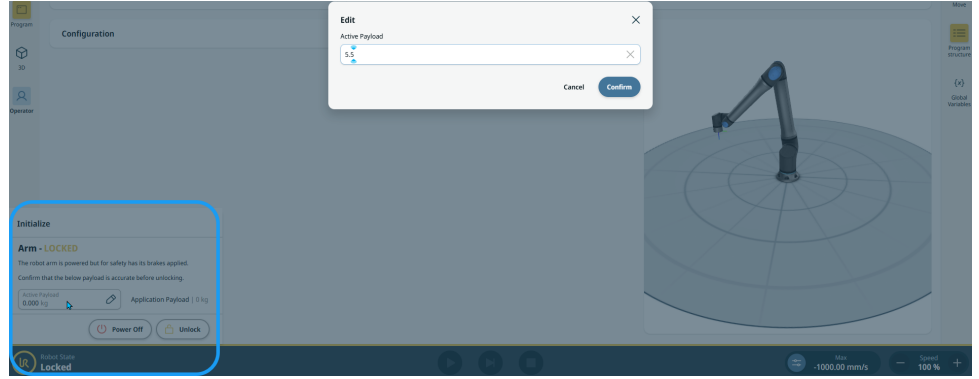 Program
3D
Operator
Configuration
Edit
Active Payload
5.5
Cancel
Confirm
Move
Program
structure
{x}
Global
Variables
Initialize
Arm - LOCKED
The robot arm is powered but for safety has its brakes applied.
Confirm that the below payload is accurate before unlocking.
Active Payload
0.000 kg
Application Payload | 0 kg
Power Off
Unlock
UR
Robot State
Locked
Max
-1000.00 mm/s
Speed
100 %